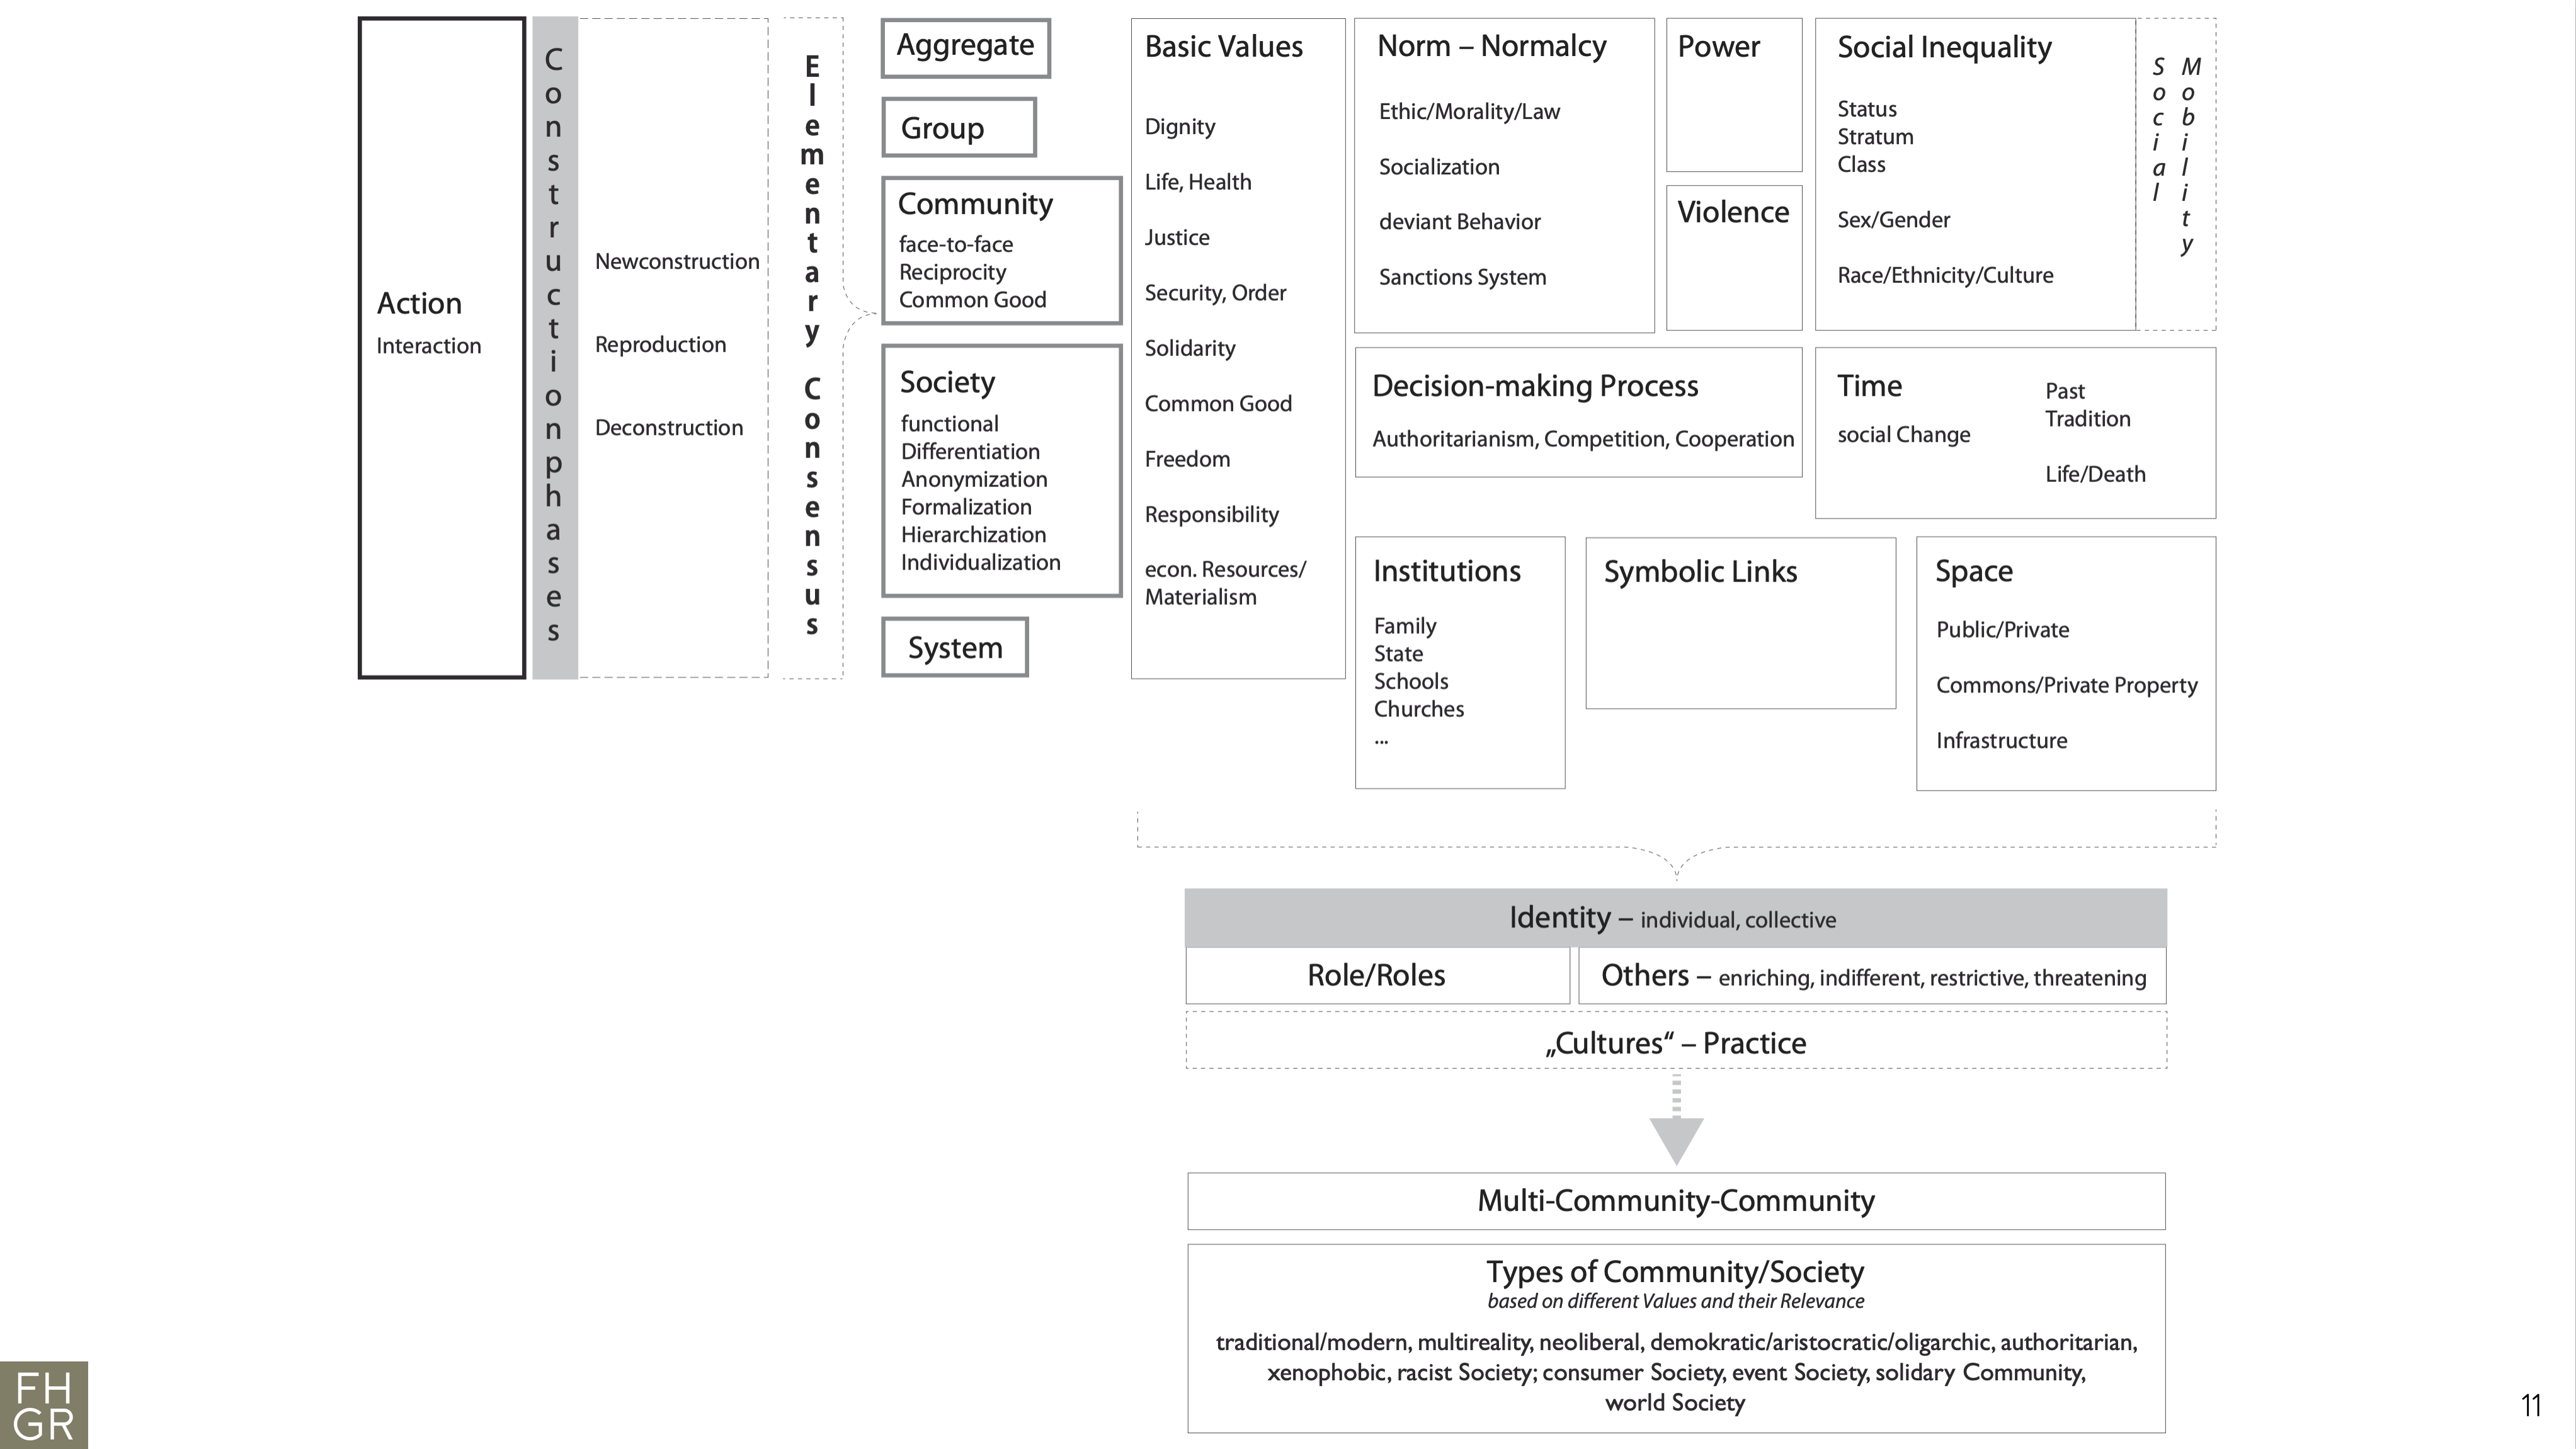 Action
Interaction
Constructionphases
Newconstruction
Reproduction
Deconstruction
Elementary Consensus
Aggregate
Group
Community
face-to-face
Reciprocity
Common Good
Society
functional
Differentiation
Anonymization
Formalization
Hierarchization
Individualization
System
Basic Values
Dignity
Life, Health
Justice
Security, Order
Solidarity
Common Good
Freedom
Responsibility
econ. Resources/
Materialism
Norm – Normalcy
Ethic/Morality/Law
Socialization
deviant Behavior
Sanctions System
Power
Violence
Social Inequality
Status
Stratum
Class
Sex/Gender
Race/Ethnicity/Culture
Social
Mobility
Decision-making Process
Authoritarianism, Competition, Cooperation
Time
social Change
Past
Tradition
Life/Death
Institutions
Family
State
Schools
Churches
...
Symbolic Links
Space
Public/Private
Commons/Private Property
Infrastructure
Identity – individual, collective
Role/Roles
Others – enriching, indifferent, restrictive, threatening
„Cultures“ – Practice
Multi-Community-Community
Types of Community/Society
based on different Values and their Relevance
traditional/modern, multireality, neoliberal, demokratic/aristocratic/oligarchic, authoritarian,
xenophobic, racist Society; consumer Society, event Society, solidary Community,
world Society
FH
GR
11